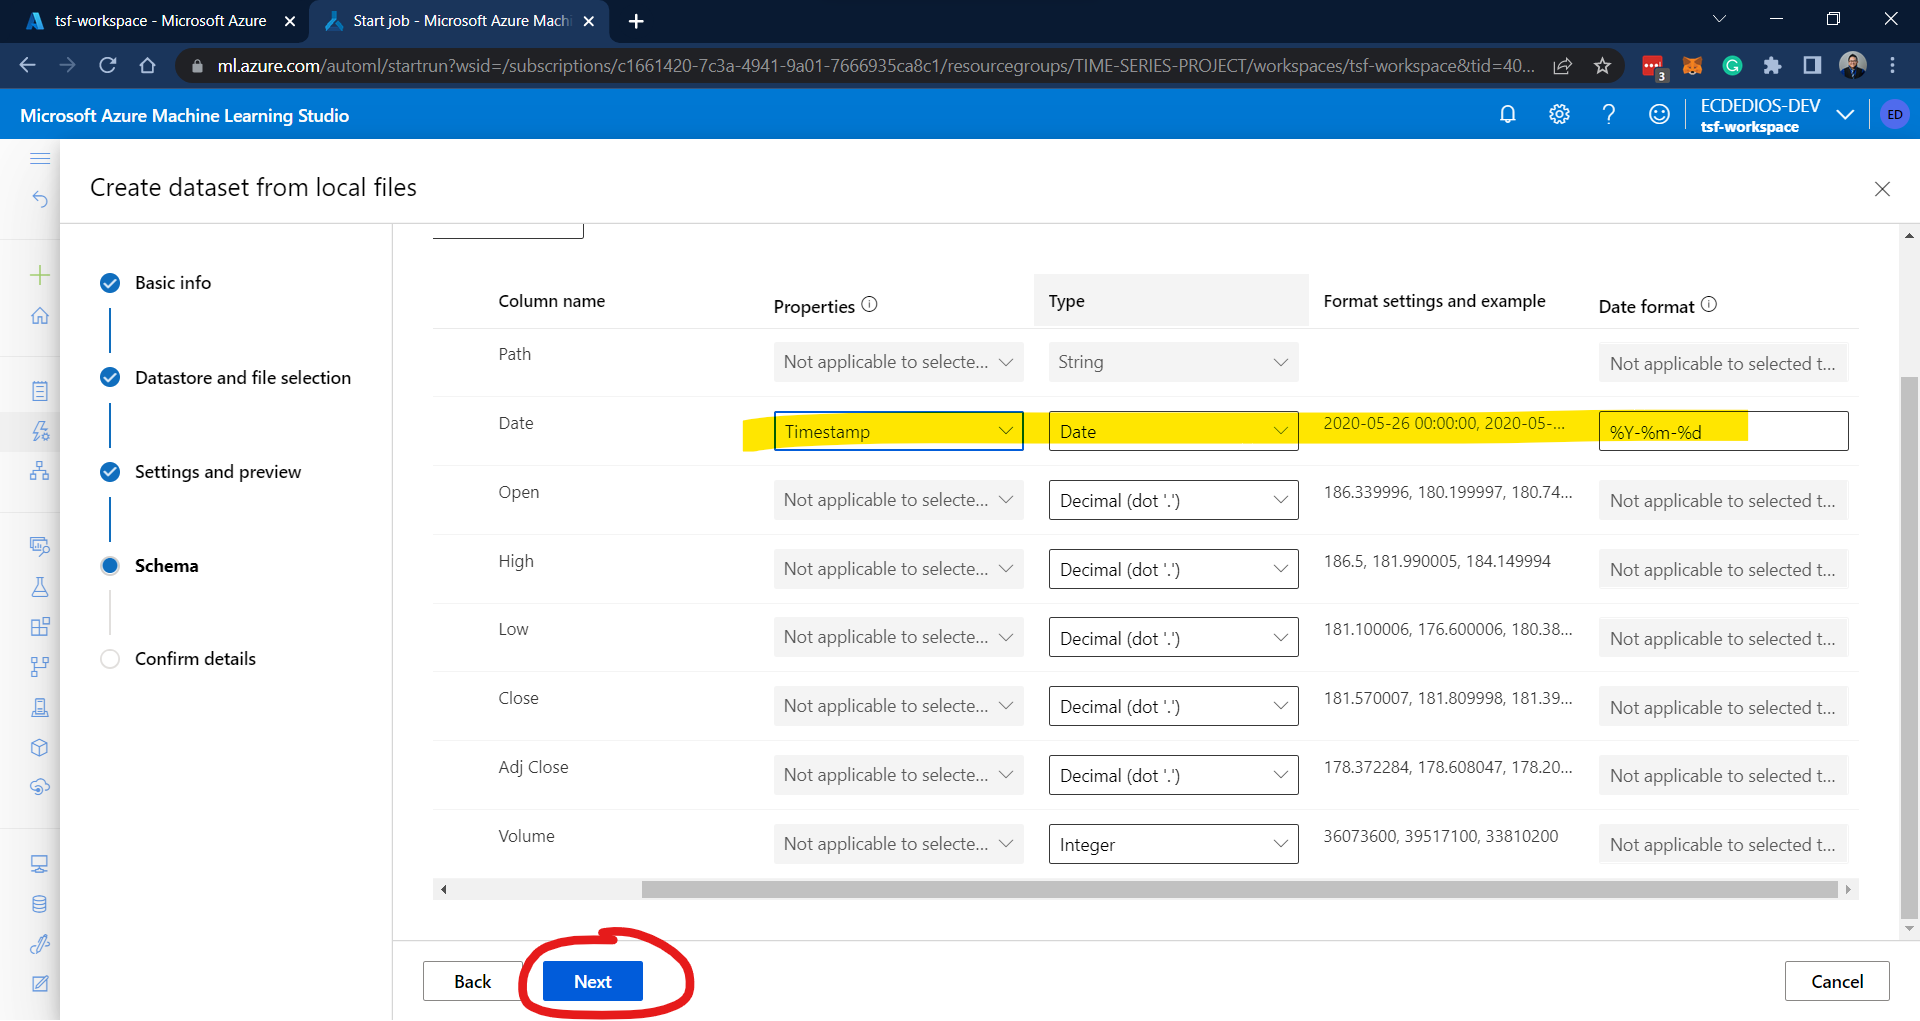 tsf-workspace - Microsoft Azure
Start job - Microsoft Azure Machi
ml.azure.com/automl/startrun?wsid=/subscriptions/c1661420-7c3a-4941-9a01-7666935ca8c1/resourcegroups/TIME-SERIES-PROJECT/workspaces/tsf-workspace&tid=40...
3
Microsoft Azure Machine Learning Studio
ECDEDIOS-DEV
tsf-workspace
ED
Create dataset from local files
Basic info
Datastore and file selection
Settings and preview
Schema
Confirm details
Column name Properties Type Format settings and example Date format
Path Not applicable to selecte... String Not applicable to selected t...
Date Timestamp Date 2020-05-26 00:00:00, 2020-05-... %Y-%m-%d
Open Not applicable to selecte... Decimal (dot '.') 186.339996, 180.199997, 180.74... Not applicable to selected t...
High Not applicable to selecte... Decimal (dot '.') 186.5, 181.990005, 184.149994 Not applicable to selected t...
Low Not applicable to selecte... Decimal (dot '.') 181.100006, 176.600006, 180.38... Not applicable to selected t...
Close Not applicable to selecte... Decimal (dot '.') 181.570007, 181.809998, 181.39... Not applicable to selected t...
Adj Close Not applicable to selecte... Decimal (dot '.') 178.372284, 178.608047, 178.20... Not applicable to selected t...
Volume Not applicable to selecte... Integer 36073600, 39517100, 33810200 Not applicable to selected t...
Back Next Cancel